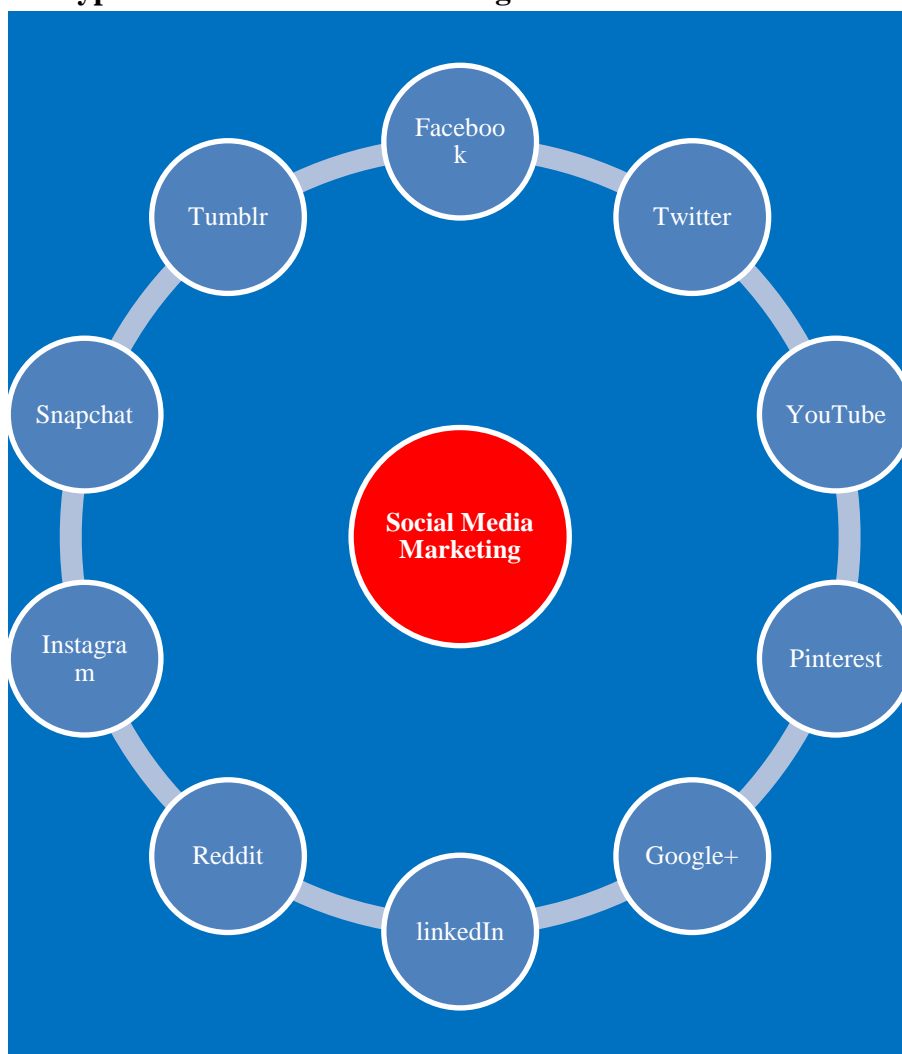 Faceboo
k
Twitter
YouTube
Pinterest
Google+
linkedIn
Reddit
Instagra
m
Snapchat
Tumblr
Social Media
Marketing